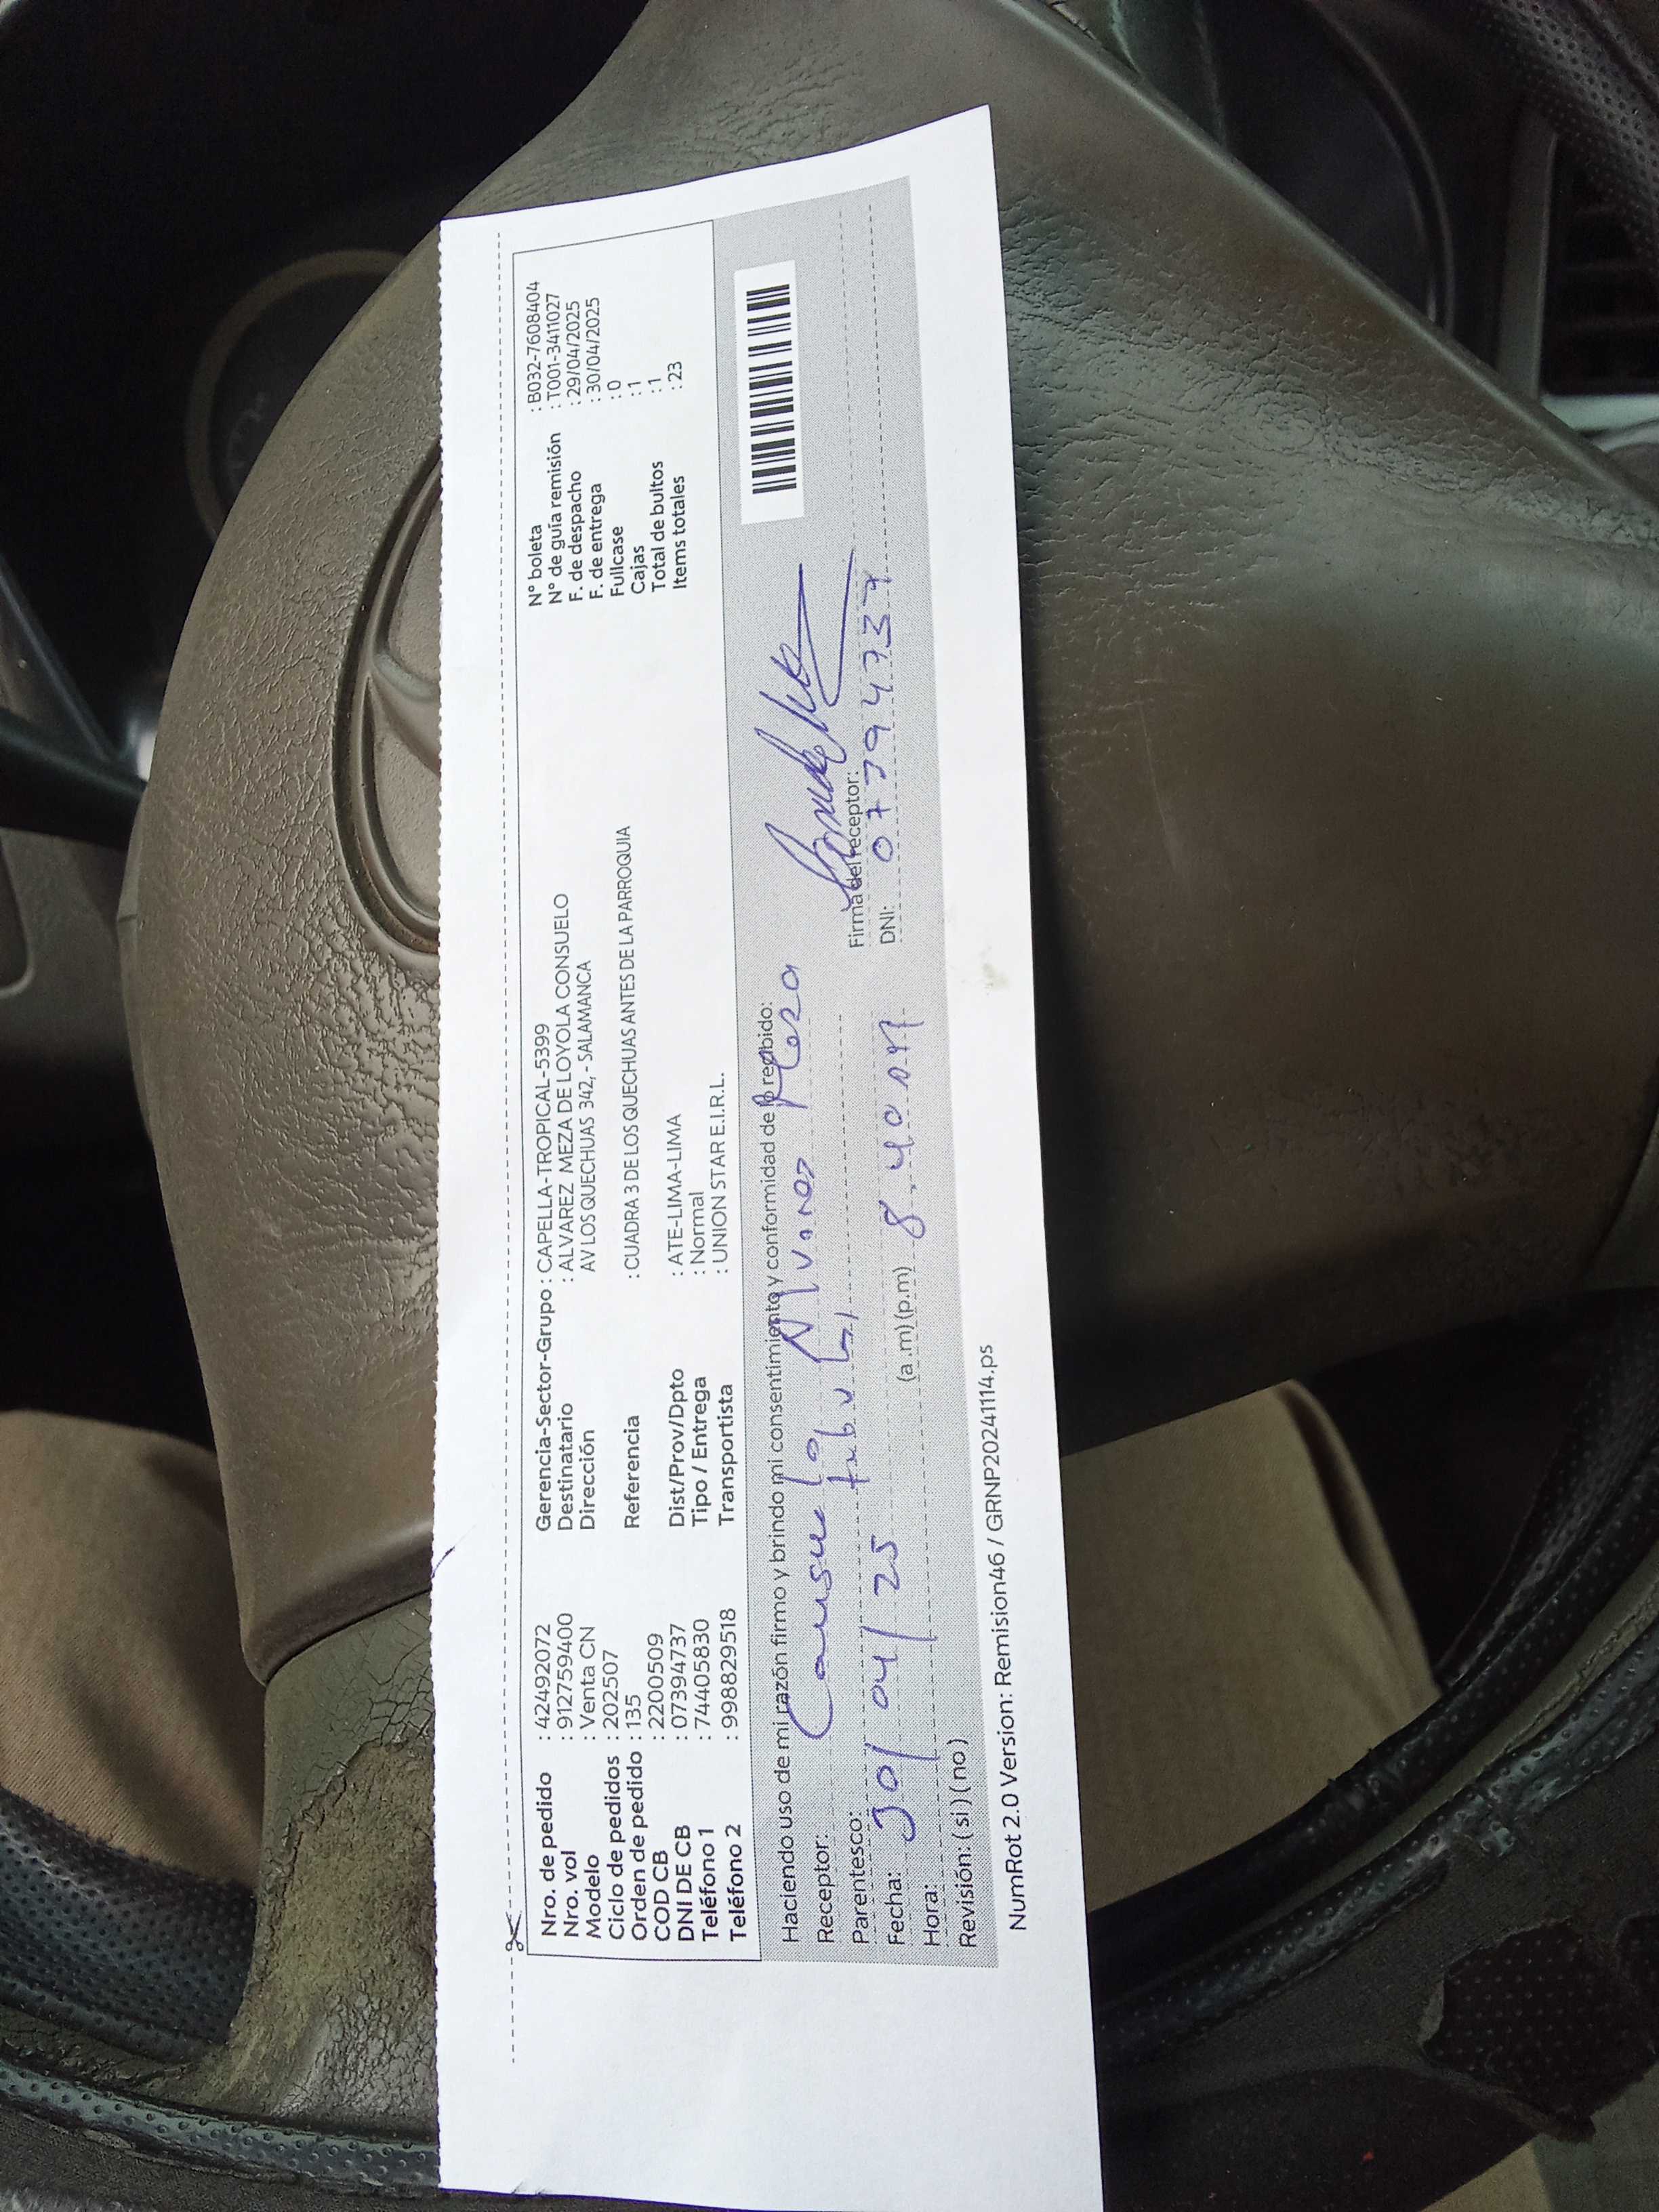 Nro. de pedido : 42492072 Gerencia-Sector-Grupo : CAPELLA-TROPICAL-5399 N° boleta : B032-7608404
Nro. vol : 912759400 Destinatario : ALVAREZ MEZA DE LOYOLA CONSUELO N° de guía remisión : T001-3411027
Modelo : Venta CN Dirección AV LOS QUECHUAS 342, - SALAMANCA F. de despacho : 29/04/2025
Ciclo de pedidos : 202507 F. de entrega : 30/04/2025
Orden de pedido : 135 Referencia : CUADRA 3 DE LOS QUECHUAS ANTES DE LA PARROQUIA Fullcase : 0
COD CB : 2200509 Cajas : 1
DNI DE CB : 07394737 Dist/Prov/Dpto : ATE-LIMA-LIMA Total de bultos : 1
Teléfono 1 : 74405830 Tipo / Entrega : Normal Items totales : 23
Teléfono 2 : 998829518 Transportista : UNION STAR E.I.R.L.
Haciendo uso de mi razón firmo y brindo mi consentimiento y conformidad de lo recibido:
Receptor: Consuelo Alvarez Meza
Parentesco: Firma del receptor:
Fecha: 30/04/25 DNI: 07394737
Hora: (a.m) (p.m) 8.40 am
Revisión: ( si ) ( no )
NumRot 2.0 Version: Remision46 / GRNP20241114.ps